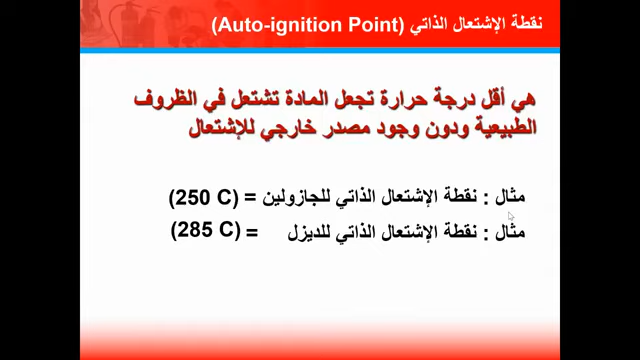 نقطة الإشتعال الذاتي (Auto-ignition Point)
هي أقل درجة حرارة تجعل المادة تشتعل في الظروف
الطبيعية ودون وجود مصدر خارجي للإشتعال
مثال : نقطة الإشتعال الذاتي للجازولين = (250 C)
مثال : نقطة الإشتعال الذاتي للديزل = (285 C)